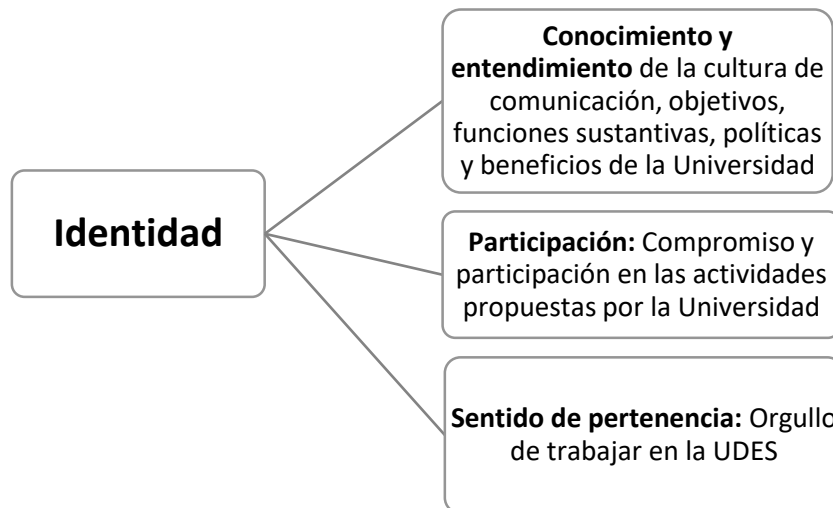 Identidad
Conocimiento y
entendimiento de la cultura de
comunicación, objetivos,
funciones sustantivas, políticas
y beneficios de la Universidad
Participación: Compromiso y
participación en las actividades
propuestas por la Universidad
Sentido de pertenencia: Orgullo
de trabajar en la UDES